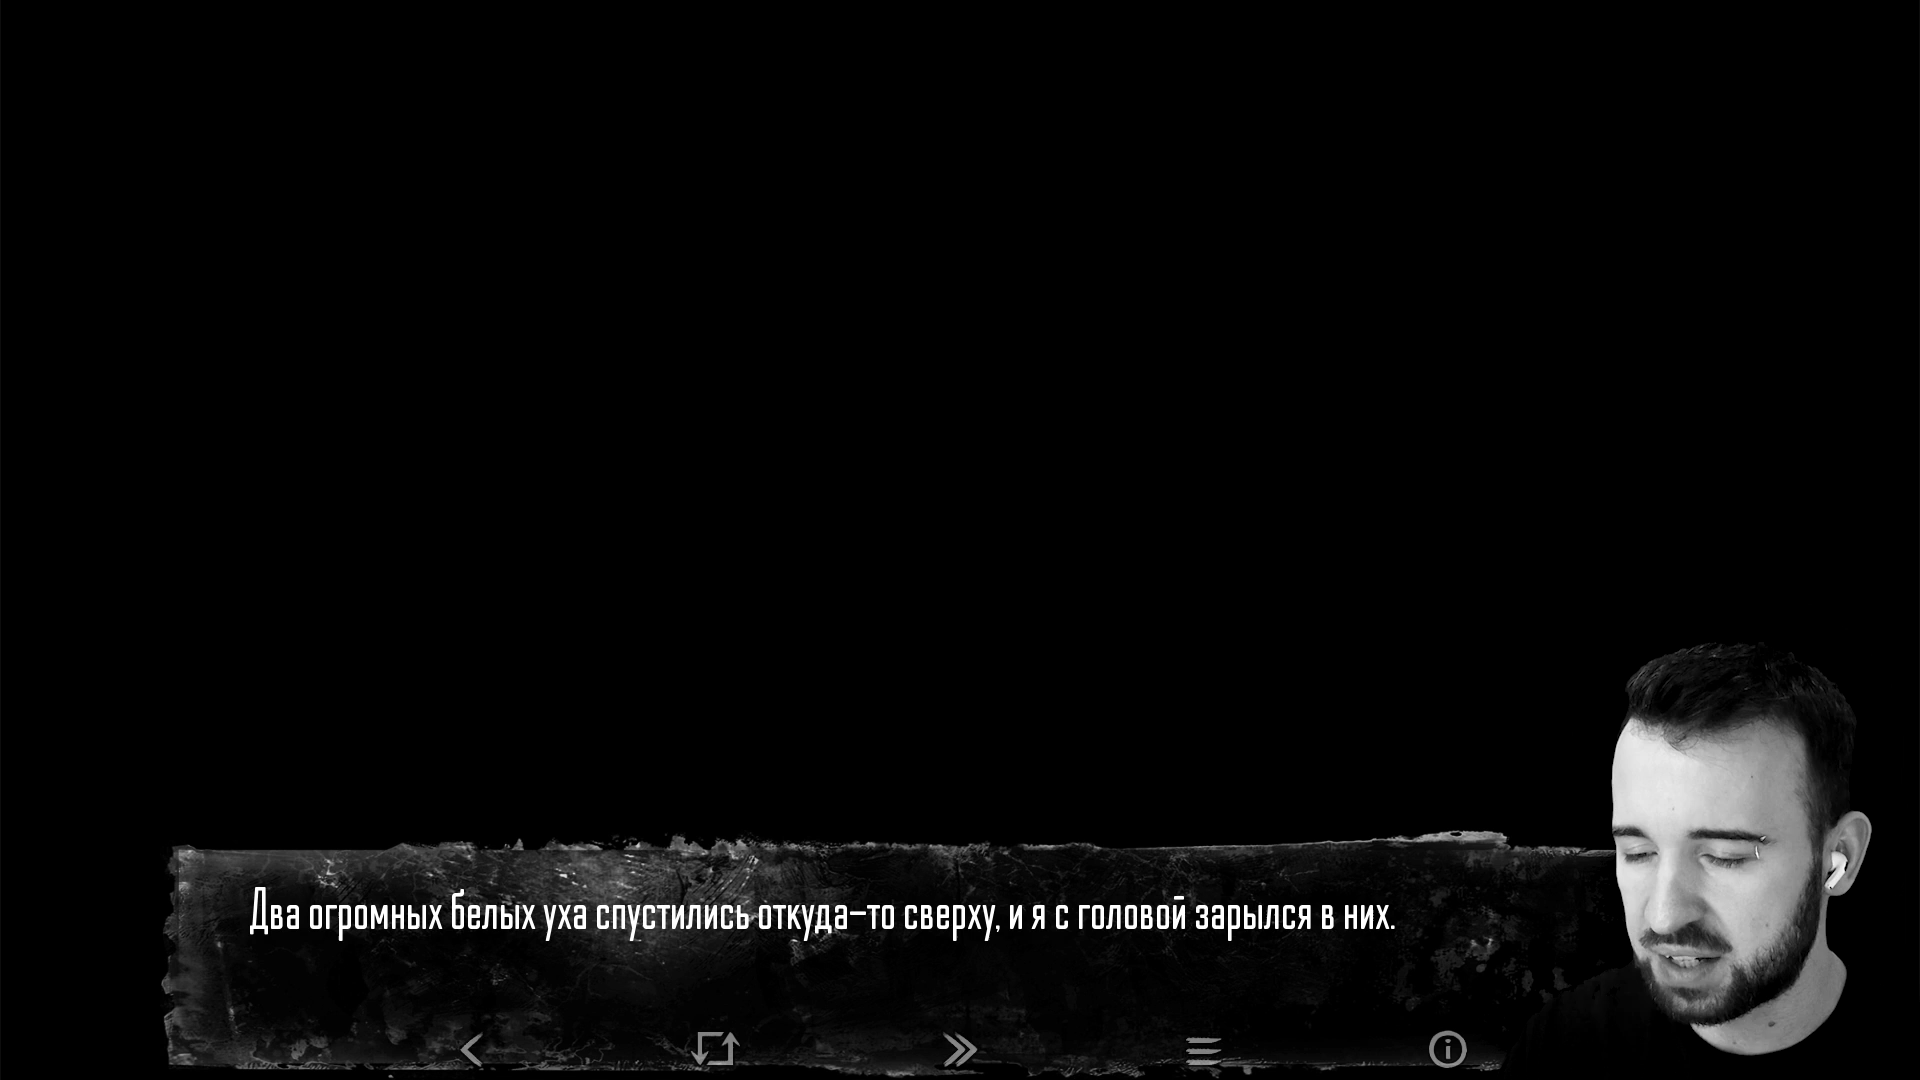 Два огромных белых уха спустились откуда–то сверху, и я с головой зарылся в них.